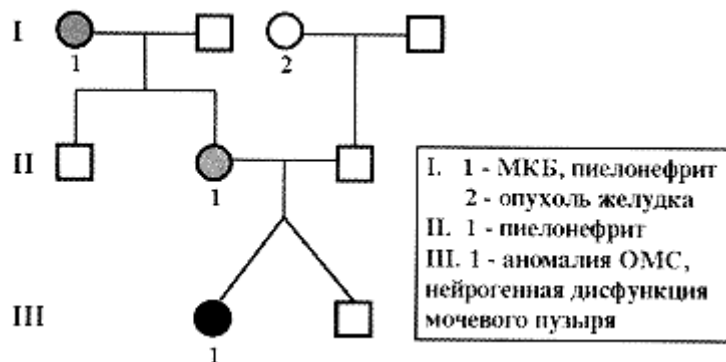 I
1
2
II
1
III
1
I. 1 - МКБ, пиелонефрит
2 - опухоль желудка
II. 1 - пиелонефрит
III. 1 - аномалия ОМС,
нейрогенная дисфункция
мочевого пузыря